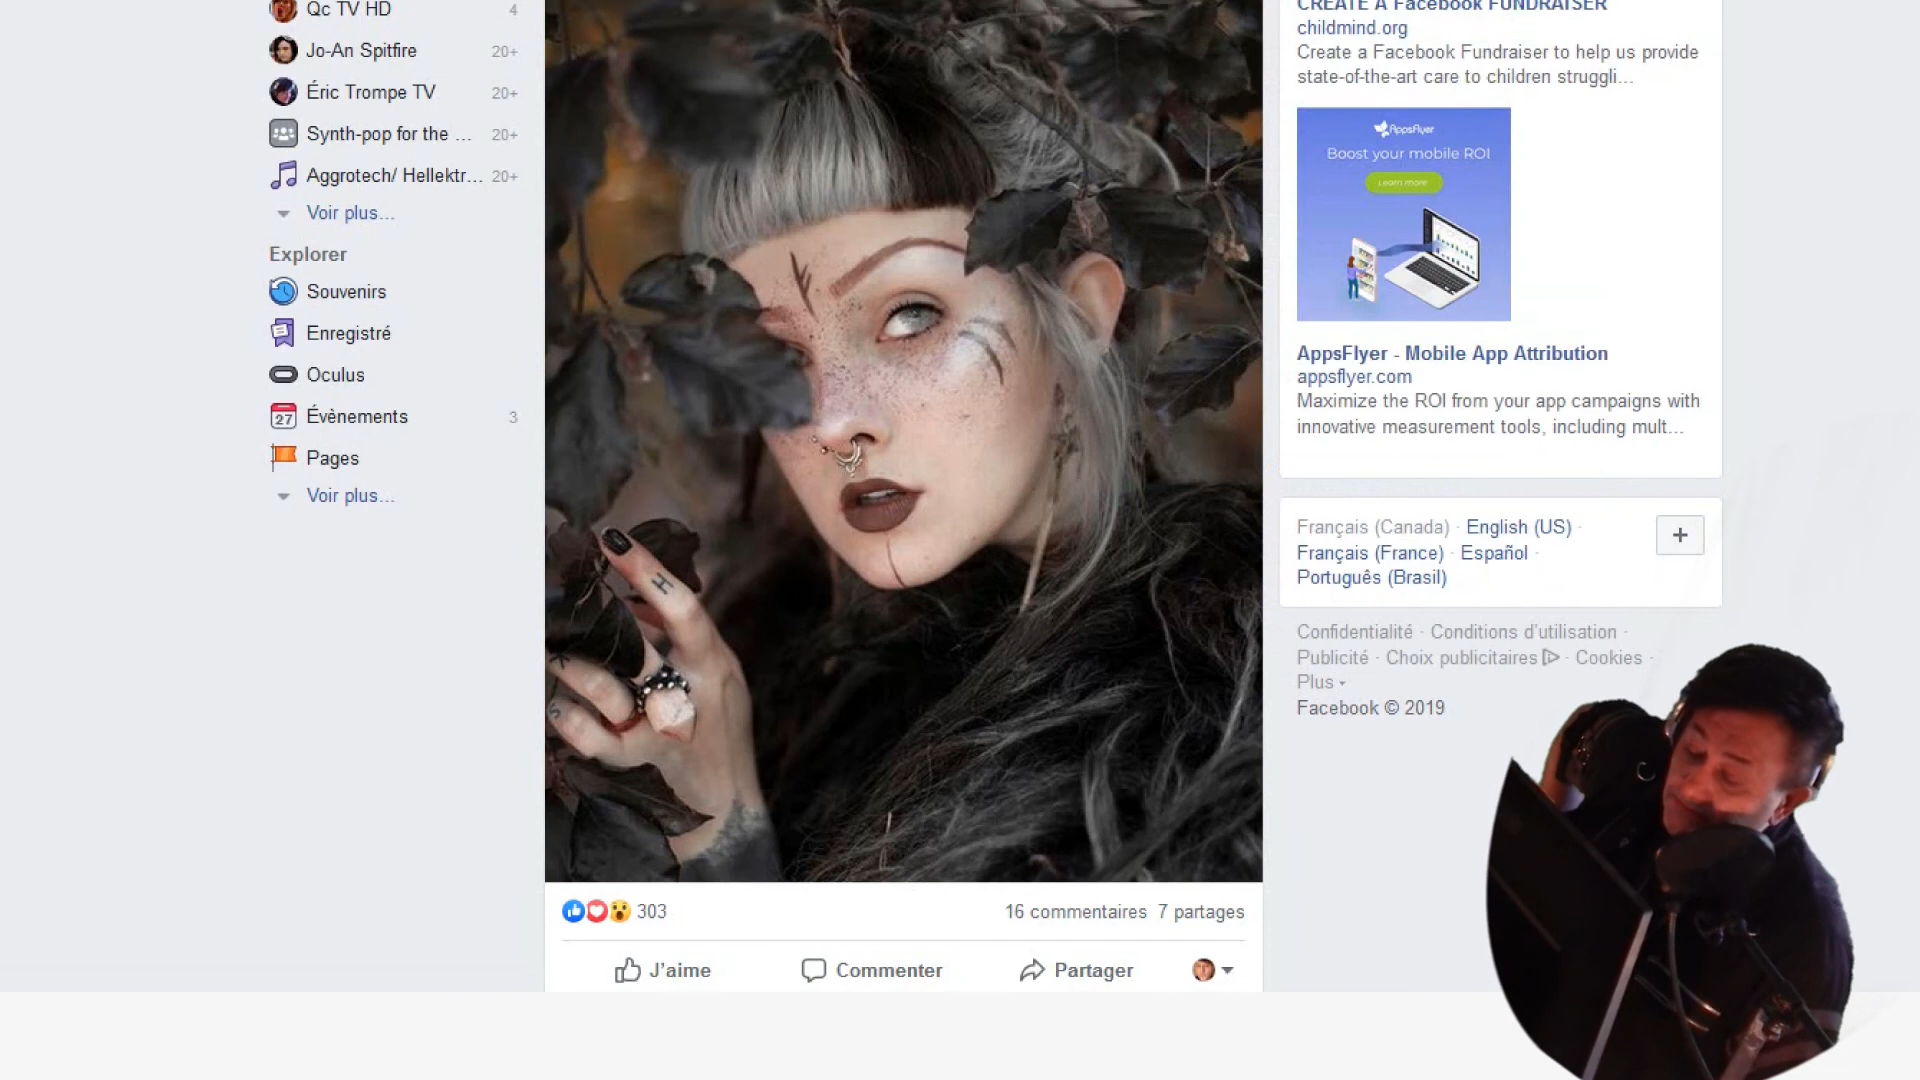 Qc TV HD 4
Jo-An Spitfire 20+
Éric Trompe TV 20+
Synth-pop for the ... 20+
Aggrotech/ Hellektr... 20+
Voir plus...
Explorer
Souvenirs
Enregistré
Oculus
27 Évènements 3
Pages
Voir plus...
H
303 16 commentaires 7 partages
J'aime Commenter Partager
CREATE A Facebook FUNDRAISER
childmind.org
Create a Facebook Fundraiser to help us provide
state-of-the-art care to children struggli...
AppsFlyer
Boost your mobile ROI
Learn more
AppsFlyer - Mobile App Attribution
appsflyer.com
Maximize the ROI from your app campaigns with
innovative measurement tools, including mult...
Français (Canada) · English (US) ·
Français (France) · Español ·
Português (Brasil)
Confidentialité · Conditions d'utilisation ·
Publicité · Choix publicitaires · Cookies ·
Plus
Facebook © 2019